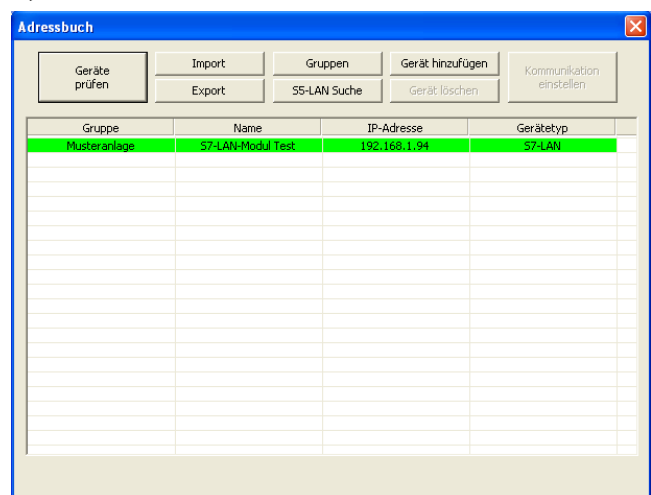 Adressbuch
Geräte
prüfen
Import
Gruppen
Gerät hinzufügen
Kommunikation
einstellen
Export
S5-LAN Suche
Gerät löschen
Gruppe Name IP-Adresse Gerätetyp
Musteranlage S7-LAN-Modul Test 192.168.1.94 S7-LAN